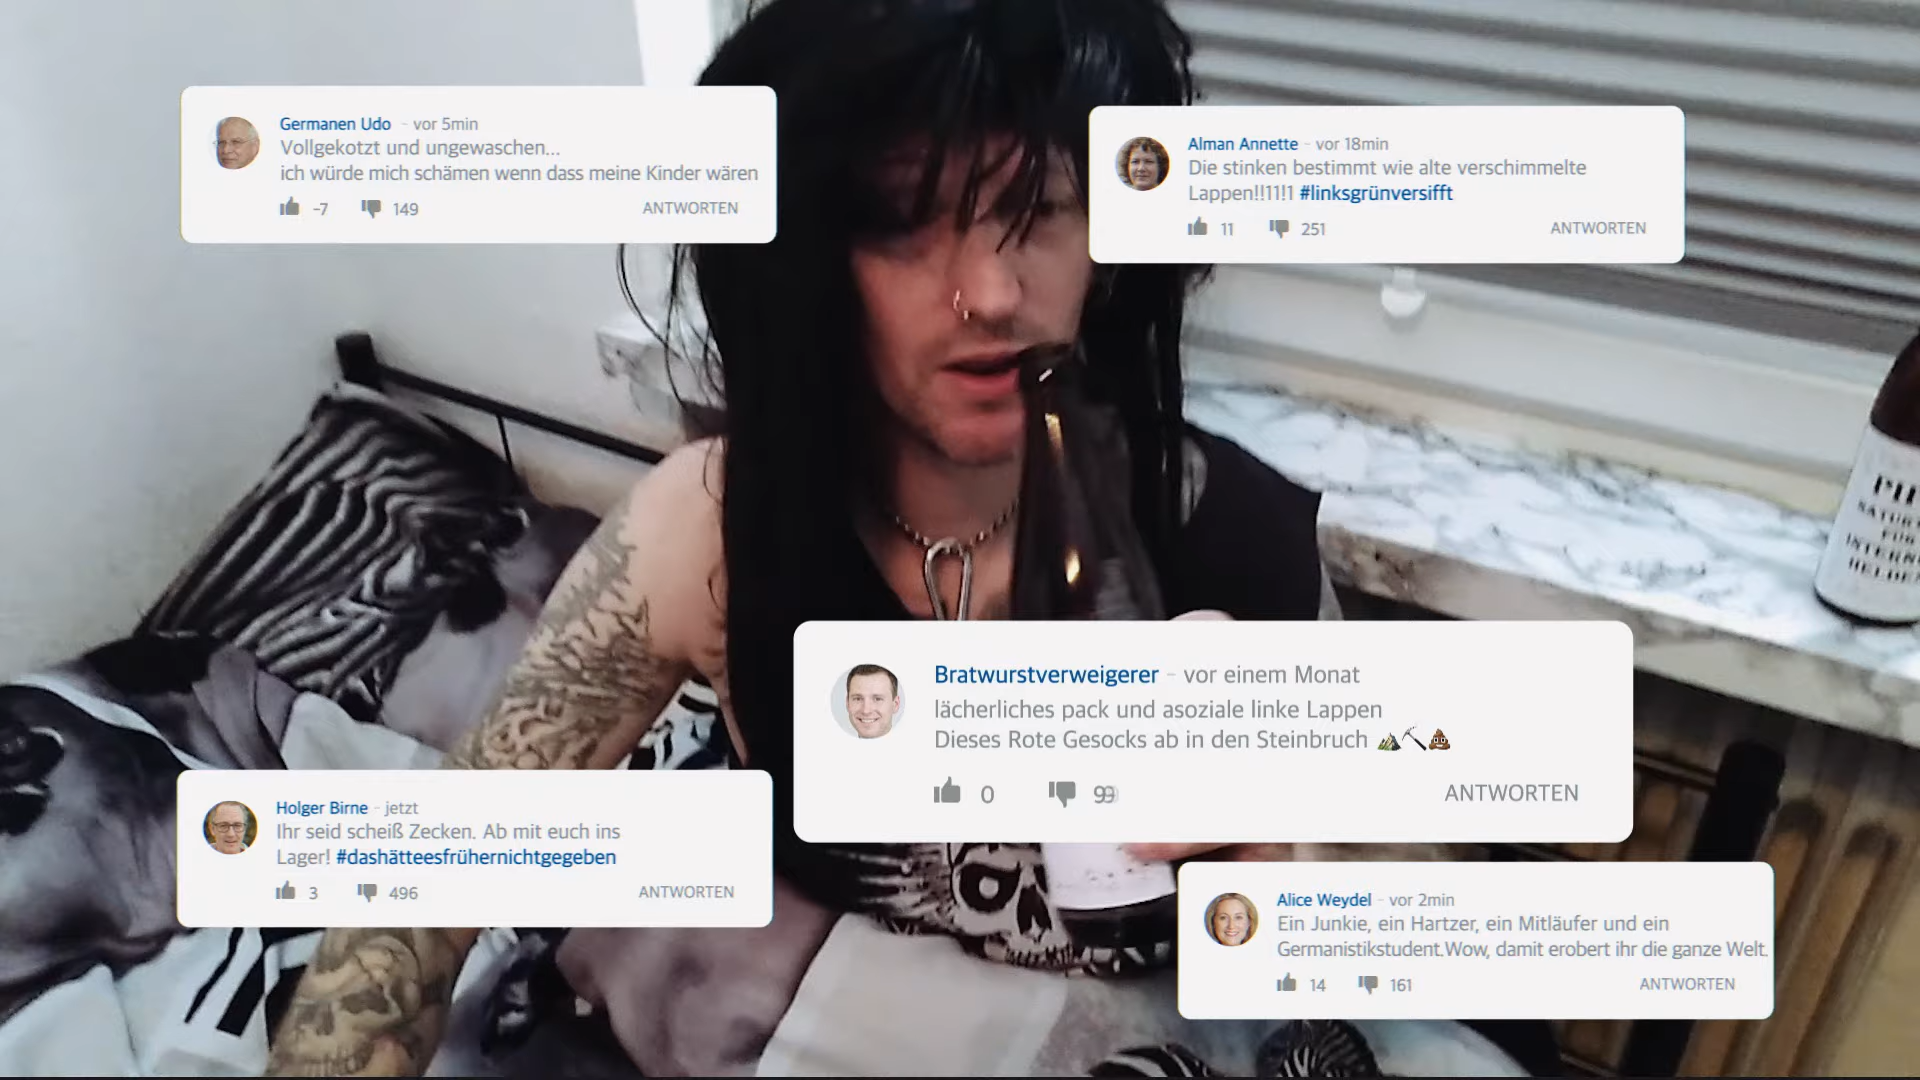 Germanen Udo - vor 5min
Vollgekotzt und ungewaschen...
ich würde mich schämen wenn dass meine Kinder wären
-7 149 ANTWORTEN
Alman Annette - vor 18min
Die stinken bestimmt wie alte verschimmelte
Lappen!!11!1 #linksgrünversifft
11 251 ANTWORTEN
Bratwurstverweigerer - vor einem Monat
lächerliches pack und asoziale linke Lappen
Dieses Rote Gesocks ab in den Steinbruch ⛰️⛏️💩
0 ANTWORTEN
Holger Birne - jetzt
Ihr seid scheiß Zecken. Ab mit euch ins
Lager! #dashätteesfrühernichtgegeben
3 496 ANTWORTEN
Alice Weydel - vor 2min
Ein Junkie, ein Hartzer, ein Mitläufer und ein
Germanistikstudent.Wow, damit erobert ihr die ganze Welt.
14 161 ANTWORTEN